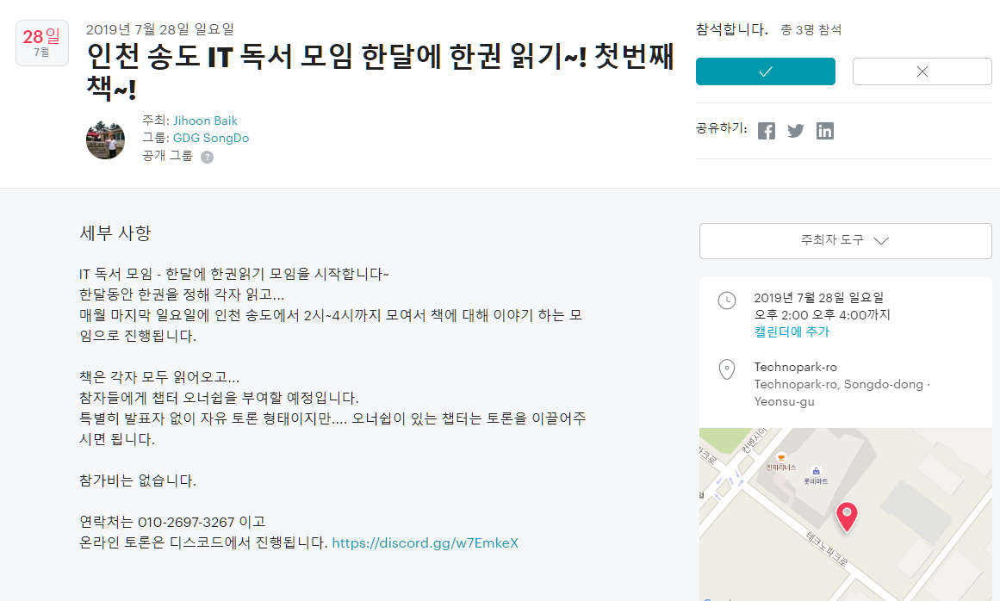 28일
7월
2019년 7월 28일 일요일
인천 송도 IT 독서 모임 한달에 한권 읽기~! 첫번째
책~!
주최: Jihoon Baik
그룹: GDG SongDo
공개 그룹 ?
참석합니다. 총 3명 참석
공유하기:
세부 사항
IT 독서 모임 - 한달에 한권읽기 모임을 시작합니다~
한달동안 한권을 정해 각자 읽고...
매월 마지막 일요일에 인천 송도에서 2시~4시까지 모여서 책에 대해 이야기 하는 모
임으로 진행됩니다.
책은 각자 모두 읽어오고...
참자들에게 챕터 오너쉽을 부여할 예정입니다.
특별히 발표자 없이 자유 토론 형태이지만.... 오너쉽이 있는 챕터는 토론을 이끌어주
시면 됩니다.
참가비는 없습니다.
연락처는 010-2697-3267 이고
온라인 토론은 디스코드에서 진행됩니다. https://discord.gg/w7EmkeX
주최자 도구
2019년 7월 28일 일요일
오후 2:00 오후 4:00까지
캘린더에 추가
Technopark-ro
Technopark-ro, Songdo-dong ·
Yeonsu-gu
파크로
컨벤시아
엔제리너스
롯데마트
테크노파크로